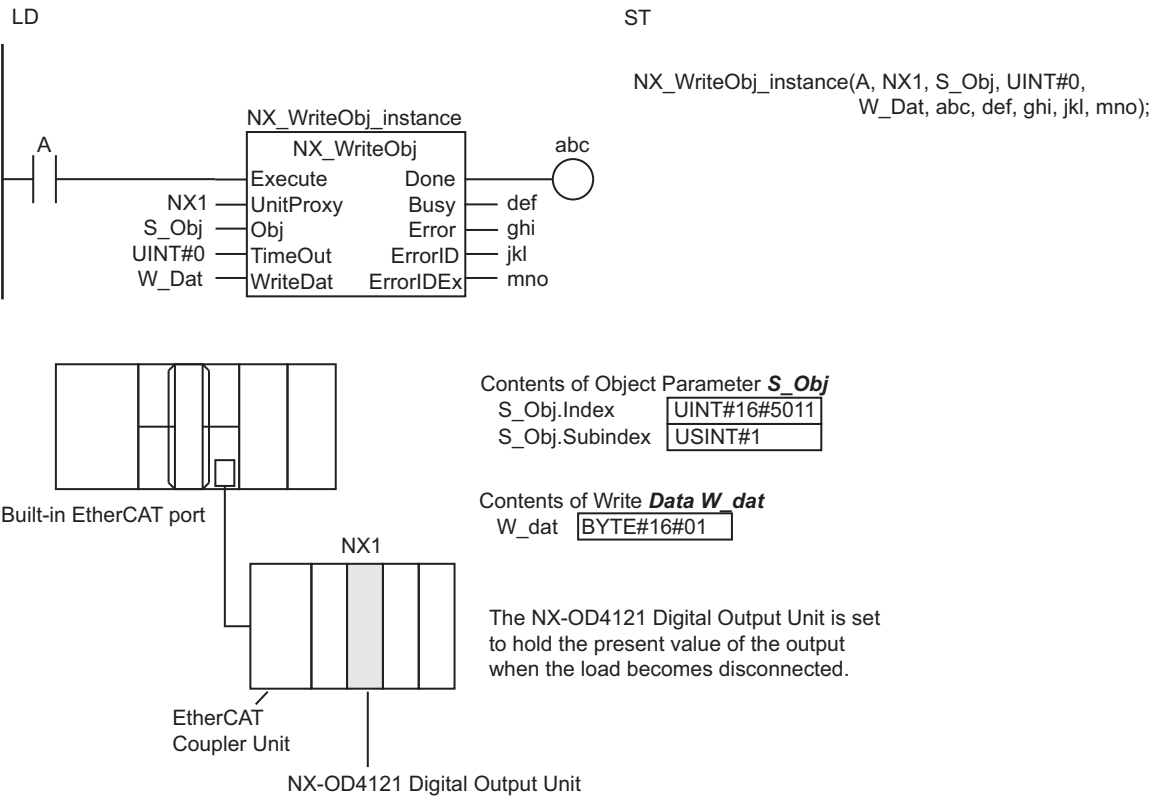 LD
ST
NX_WriteObj_instance(A, NX1, S_Obj, UINT#0,
W_Dat, abc, def, ghi, jkl, mno);
NX_WriteObj_instance
A
NX_WriteObj
abc
Execute Done
NX1 UnitProxy Busy def
S_Obj Obj Error ghi
UINT#0 TimeOut ErrorID jkl
W_Dat WriteDat ErrorIDEx mno
Contents of Object Parameter S_Obj
S_Obj.Index UINT#16#5011
S_Obj.Subindex USINT#1
Built-in EtherCAT port
Contents of Write Data W_dat
W_dat BYTE#16#01
NX1
The NX-OD4121 Digital Output Unit is set
to hold the present value of the output
when the load becomes disconnected.
EtherCAT
Coupler Unit
NX-OD4121 Digital Output Unit